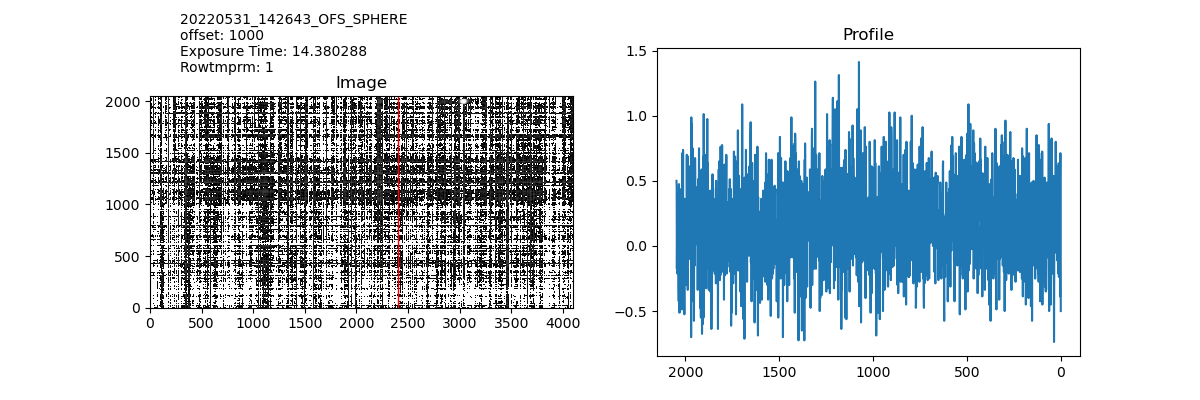 20220531_142643_OFS_SPHERE
offset: 1000
Exposure Time: 14.380288
Rowtmprm: 1
Image
2000
1500
1000
500
0
0 500 1000 1500 2000 2500 3000 3500 4000
Profile
1.5
1.0
0.5
0.0
−0.5
2000 1500 1000 500 0